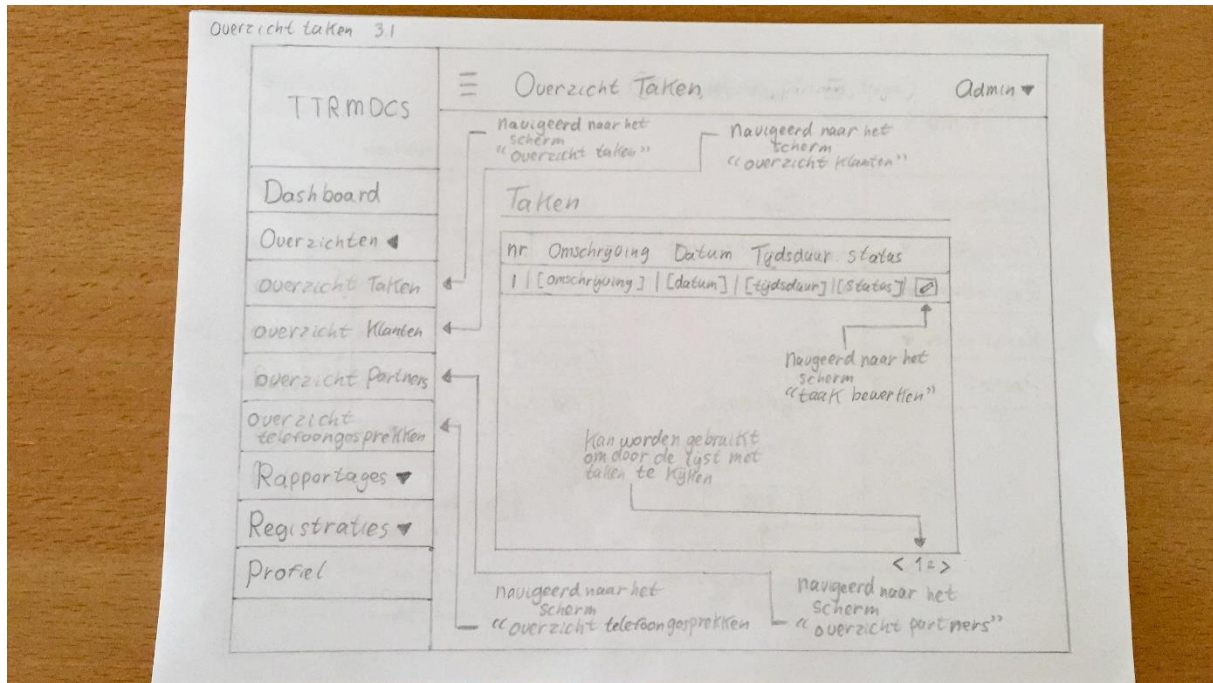 Overzicht taken 3.1
TTRMDCS
☰ Overzicht Taken
Admin ▼
navigeerd naar het
scherm
"overzicht taken"
navigeerd naar het
scherm
"overzicht klanten"
Dashboard
Overzichten ◀
Overzicht Taken
overzicht Klanten
overzicht Partners
overzicht
telefoongesprekken
Rapportages ▼
Registraties ▼
Profiel
Taken
nr Omschrijving Datum Tijdsduur status
1 | [omschrijving] | [datum] | [tijdsduur] | [status] |
navgeerd naar het
scherm
"taak bewerken"
Kan worden gebruikt
om door de lijst met
taken te kijken
< 1 2 >
navigeerd naar het
scherm
"overzicht telefoongesprekken
navigeerd naar het
scherm
"overzicht partners"